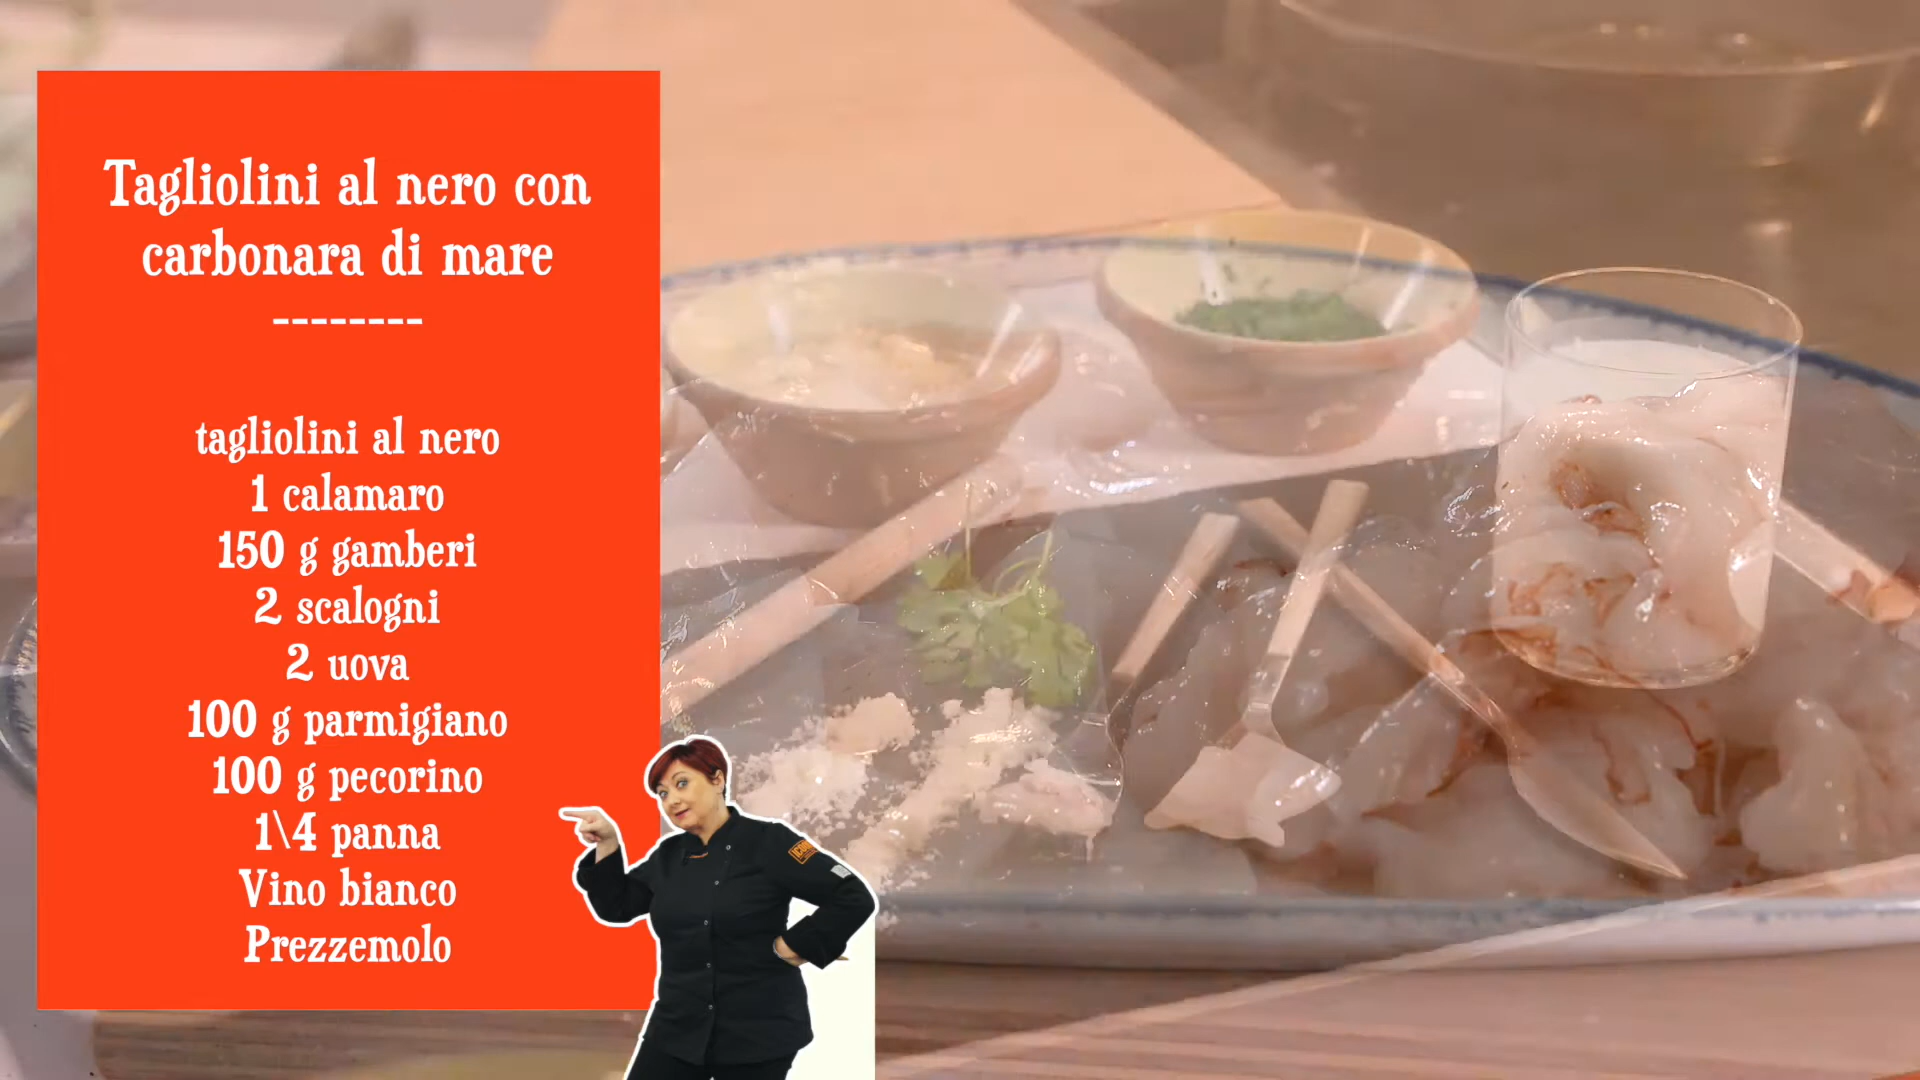 Tagliolini al nero con
carbonara di mare
--------
tagliolini al nero
1 calamaro
150 g gamberi
2 scalogni
2 uova
100 g parmigiano
100 g pecorino
1\4 panna
Vino bianco
Prezzemolo